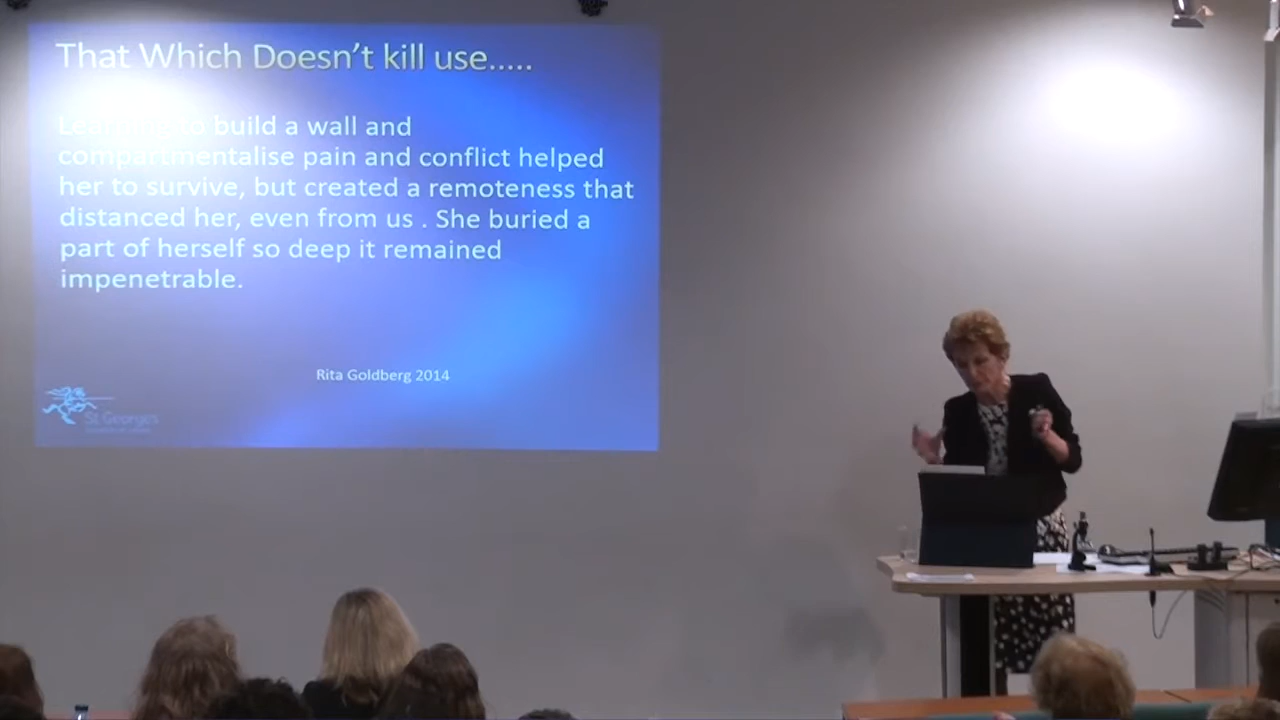 That Which Doesn't kill use.....
Learning to build a wall and
compartmentalise pain and conflict helped
her to survive, but created a remoteness that
distanced her, even from us . She buried a
part of herself so deep it remained
impenetrable.
Rita Goldberg 2014
St George's